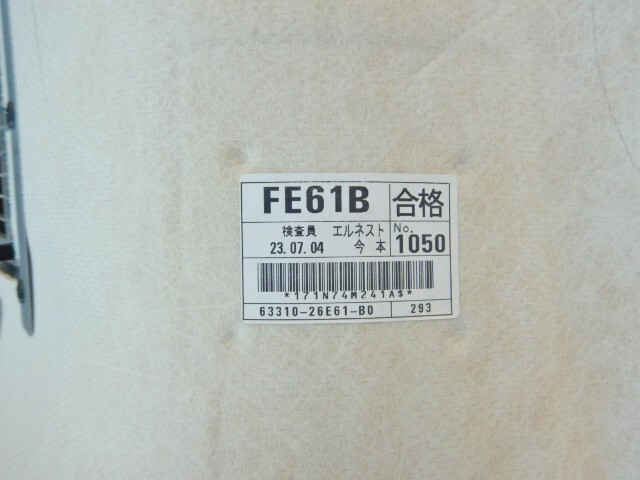 FE61B 合格
検査員 エルネスト No.
23.07.04 今本 1050
*171N74M241A$*
63310-26E61-B0 293